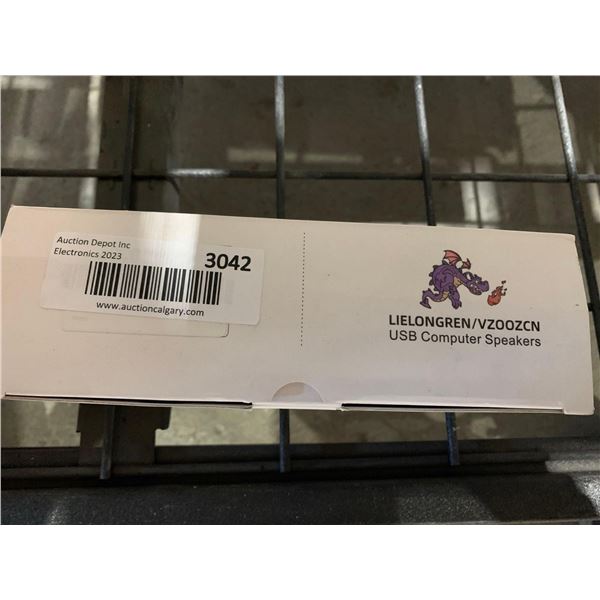 Auction Depot Inc
Electronics 2023
3042
www.auctioncalgary.com
LIELONGREN/VZOOZCN
USB Computer Speakers